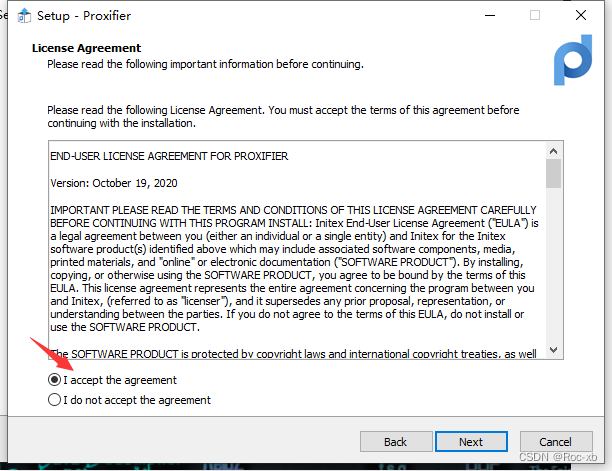 Setup - Proxifier
License Agreement
Please read the following important information before continuing.
Please read the following License Agreement. You must accept the terms of this agreement before
continuing with the installation.
END-USER LICENSE AGREEMENT FOR PROXIFIER
Version: October 19, 2020
IMPORTANT PLEASE READ THE TERMS AND CONDITIONS OF THIS LICENSE AGREEMENT CAREFULLY
BEFORE CONTINUING WITH THIS PROGRAM INSTALL: Initex End-User License Agreement ("EULA") is
a legal agreement between you (either an individual or a single entity) and Initex for the Initex
software product(s) identified above which may include associated software components, media,
printed materials, and "online" or electronic documentation ("SOFTWARE PRODUCT"). By installing,
copying, or otherwise using the SOFTWARE PRODUCT, you agree to be bound by the terms of this
EULA. This license agreement represents the entire agreement concerning the program between you
and Initex, (referred to as "licenser"), and it supersedes any prior proposal, representation, or
understanding between the parties. If you do not agree to the terms of this EULA, do not install or
use the SOFTWARE PRODUCT.
The SOFTWARE PRODUCT is protected by copyright laws and international copyright treaties, as well
I accept the agreement
I do not accept the agreement
Back
Next
Cancel
CSDN @Roc-xb